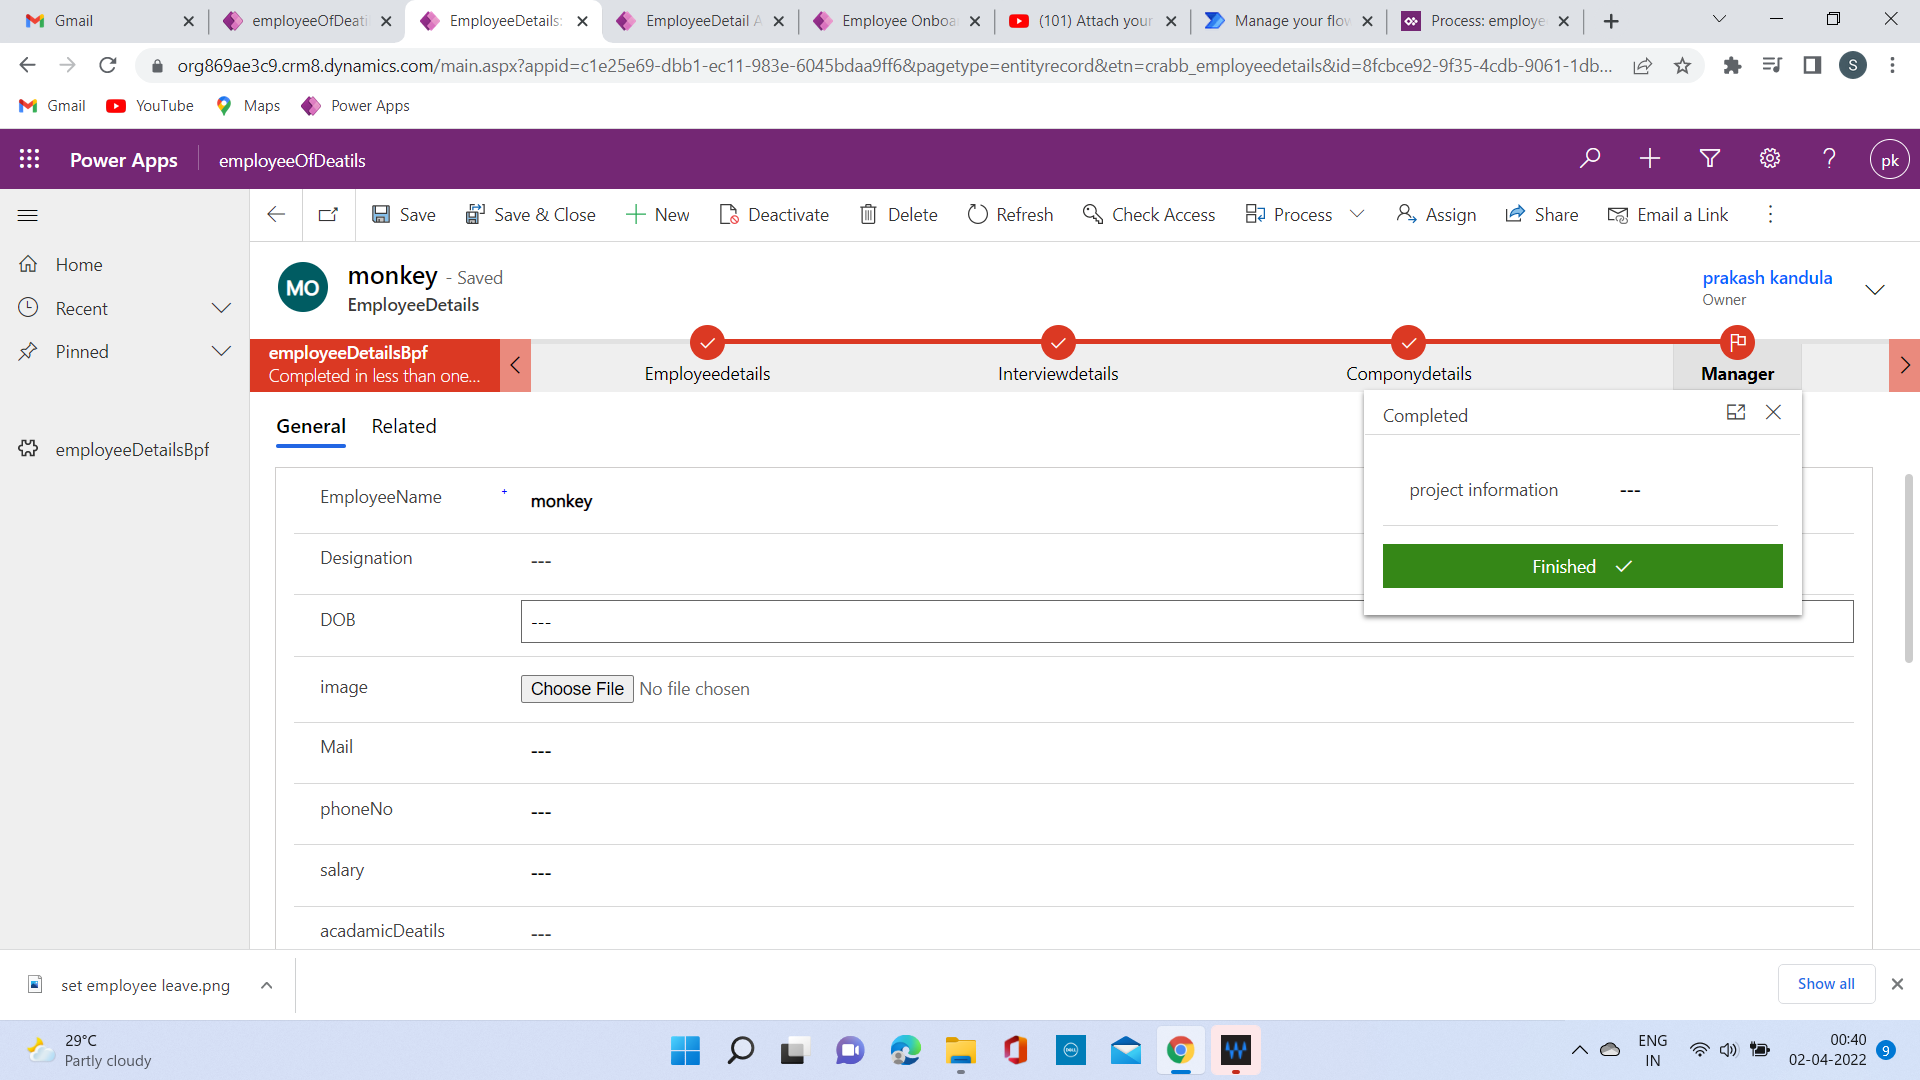 Gmail
employeeOfDeatil
EmployeeDetails:
EmployeeDetail A
Employee Onboa
(101) Attach your
Manage your flow
Process: employe
org869ae3c9.crm8.dynamics.com/main.aspx?appid=c1e25e69-dbb1-ec11-983e-6045bdaa9ff6&pagetype=entityrecord&etn=crabb_employeedetails&id=8fcbce92-9f35-4cdb-9061-1db...
S
Gmail
YouTube
Maps
Power Apps
Power Apps
employeeOfDeatils
pk
Save
Save & Close
New
Deactivate
Delete
Refresh
Check Access
Process
Assign
Share
Email a Link
Home
Recent
Pinned
employeeDetailsBpf
MO
monkey - Saved
EmployeeDetails
prakash kandula
Owner
employeeDetailsBpf
Completed in less than one...
Employeedetails
Interviewdetails
Componydetails
Manager
General
Related
Completed
project information ---
Finished
EmployeeName + monkey
Designation ---
DOB ---
image Choose File No file chosen
Mail ---
phoneNo ---
salary ---
acadamicDeatils ---
set employee leave.png
Show all
29°C
Partly cloudy
DELL
ENG
IN
00:40
02-04-2022
9